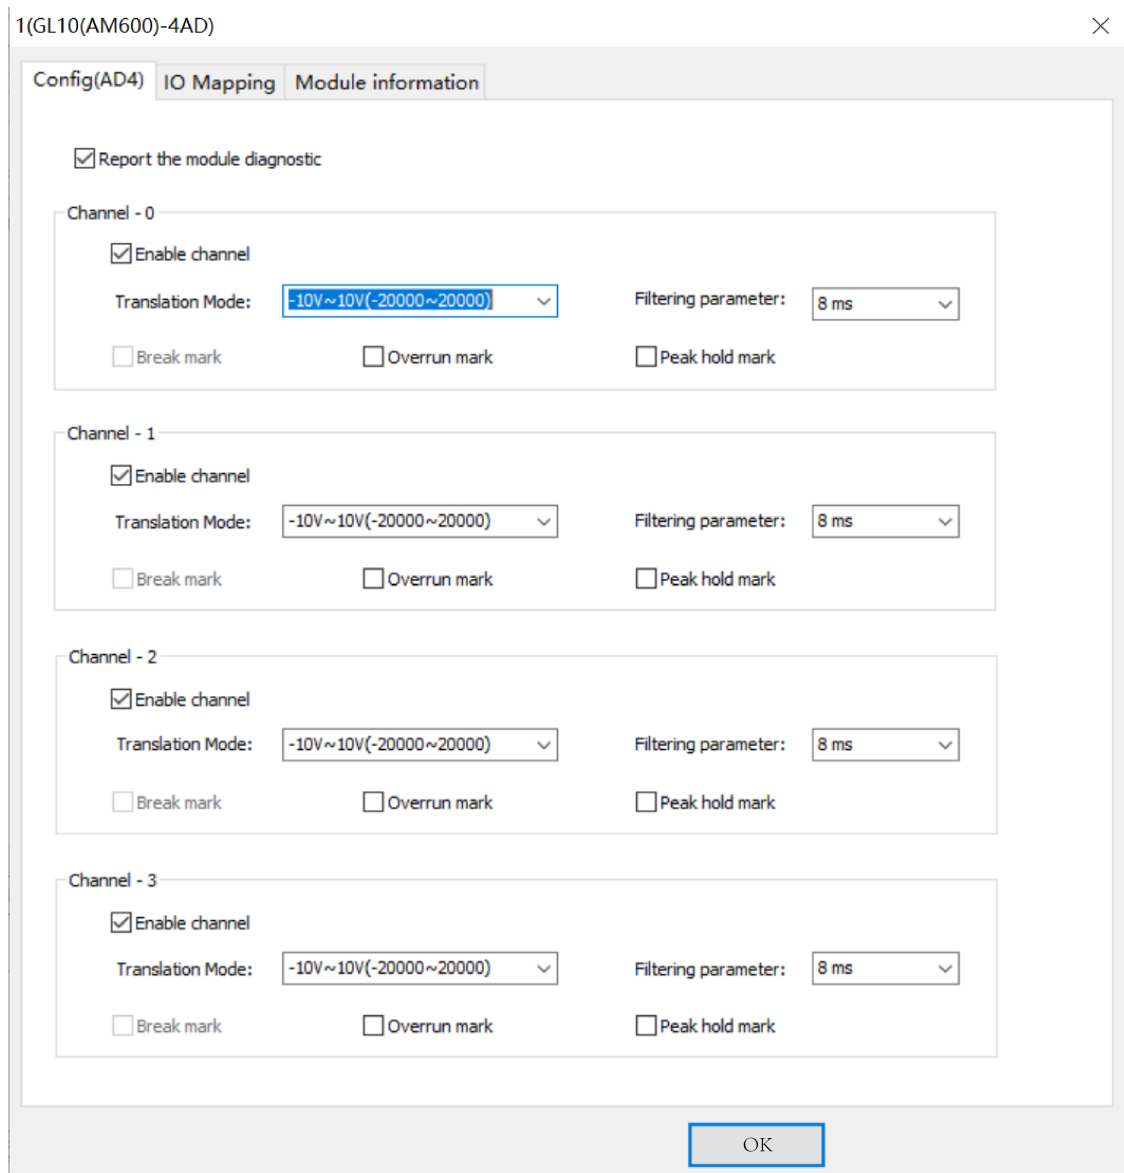 1(GL10(AM600)-4AD)
Config(AD4) IO Mapping Module information
Report the module diagnostic
Channel - 0
Enable channel
Translation Mode: -10V~10V(-20000~20000) Filtering parameter: 8 ms
Break mark Overrun mark Peak hold mark
Channel - 1
Enable channel
Translation Mode: -10V~10V(-20000~20000) Filtering parameter: 8 ms
Break mark Overrun mark Peak hold mark
Channel - 2
Enable channel
Translation Mode: -10V~10V(-20000~20000) Filtering parameter: 8 ms
Break mark Overrun mark Peak hold mark
Channel - 3
Enable channel
Translation Mode: -10V~10V(-20000~20000) Filtering parameter: 8 ms
Break mark Overrun mark Peak hold mark
OK